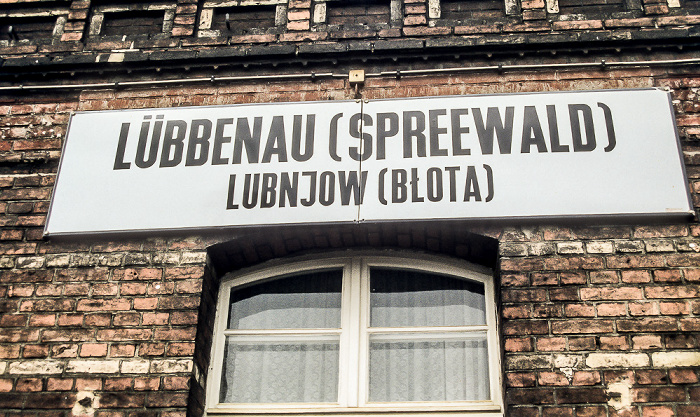 LÜBBENAU (SPREEWALD)
LUBNJOW (BŁOTA)